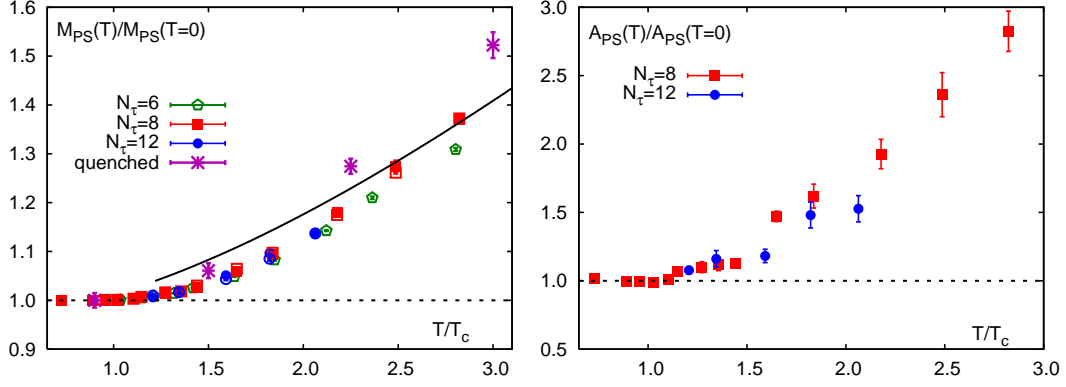 1.6
1.5
1.4
1.3
1.2
1.1
1.0
0.9
M_PS(T)/M_PS(T=0)
N_τ=6
N_τ=8
N_τ=12
quenched
T/T_c
1.0 1.5 2.0 2.5 3.0
3.0
2.5
2.0
1.5
1.0
0.5
A_PS(T)/A_PS(T=0)
N_τ=8
N_τ=12
T/T_c
1.0 1.5 2.0 2.5 3.0